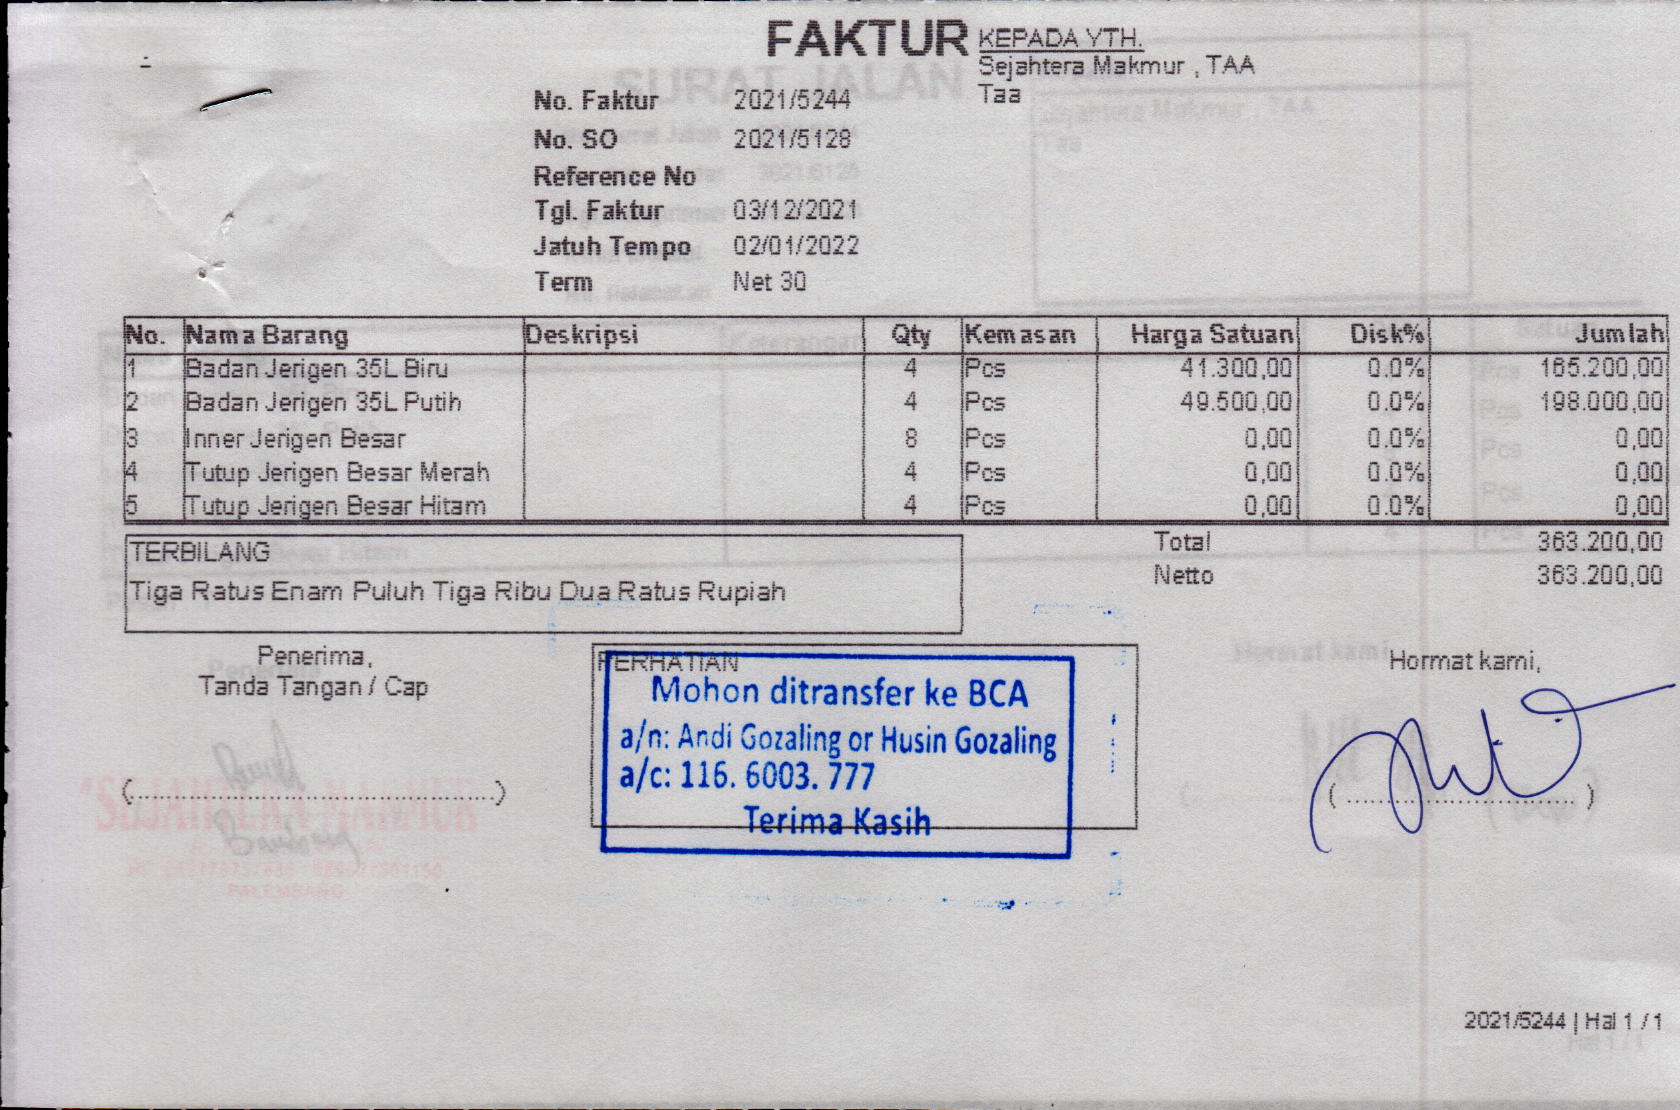 FAKTUR
KEPADA YTH.
Sejahtera Makmur , TAA
Taa
No. Faktur 2021/5244
No. SO 2021/5128
Reference No
Tgl. Faktur 03/12/2021
Jatuh Tempo 02/01/2022
Term Net 30
No. Nama Barang Deskripsi Qty Kemasan Harga Satuan Disk% Jumlah
1 Badan Jerigen 35L Biru 4 Pcs 41.300,00 0.0% 165.200,00
2 Badan Jerigen 35L Putih 4 Pcs 49.500,00 0.0% 198.000,00
3 Inner Jerigen Besar 8 Pcs 0,00 0.0% 0,00
4 Tutup Jerigen Besar Merah 4 Pcs 0,00 0.0% 0,00
5 Tutup Jerigen Besar Hitam 4 Pcs 0,00 0.0% 0,00
Total 363.200,00
Netto 363.200,00
TERBILANG
Tiga Ratus Enam Puluh Tiga Ribu Dua Ratus Rupiah
Penerima,
Tanda Tangan / Cap
(..................................................)
PERHATIAN
Mohon ditransfer ke BCA
a/n: Andi Gozaling or Husin Gozaling
a/c: 116. 6003. 777
Terima Kasih
Hormat kami,
(................................)
2021/5244 | Hal 1 / 1